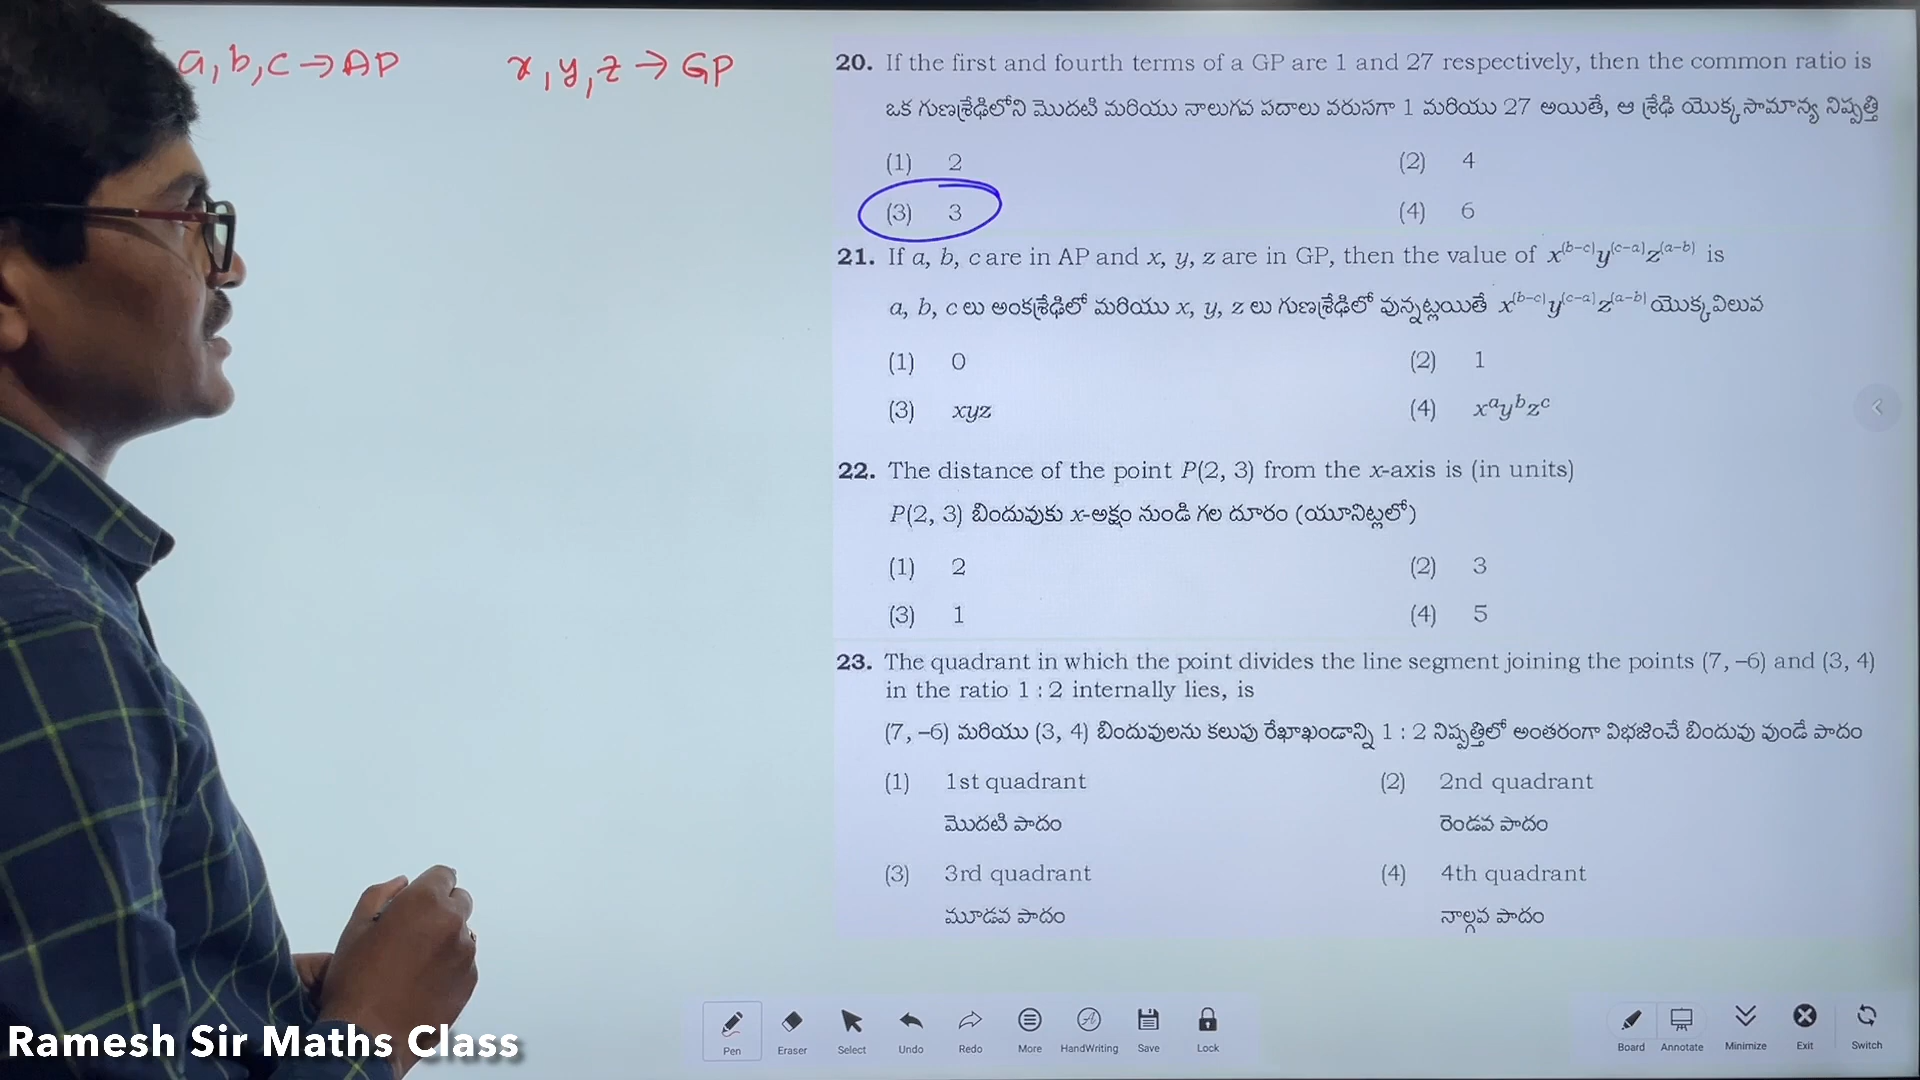 a, b, c → AP
x, y, z → GP
20. If the first and fourth terms of a GP are 1 and 27 respectively, then the common ratio is
ఒక గుణశ్రేఢిలోని మొదటి మరియు నాలుగవ పదాలు వరుసగా 1 మరియు 27 అయితే, ఆ శ్రేఢి యొక్క సామాన్య నిష్పత్తి
(1) 2
(2) 4
(3) 3
(4) 6
21. If a, b, c are in AP and x, y, z are in GP, then the value of x^(b–c) y^(c–a) z^(a–b) is
a, b, c లు అంకశ్రేఢిలో మరియు x, y, z లు గుణశ్రేఢిలో వున్నట్లయితే x^(b–c) y^(c–a) z^(a–b) యొక్క విలువ
(1) 0
(2) 1
(3) xyz
(4) x^a y^b z^c
22. The distance of the point P(2, 3) from the x-axis is (in units)
P(2, 3) బిందువుకు x-అక్షం నుండి గల దూరం (యూనిట్లలో)
(1) 2
(2) 3
(3) 1
(4) 5
23. The quadrant in which the point divides the line segment joining the points (7, –6) and (3, 4)
in the ratio 1 : 2 internally lies, is
(7, –6) మరియు (3, 4) బిందువులను కలుపు రేఖాఖండాన్ని 1 : 2 నిష్పత్తిలో అంతరంగా విభజించే బిందువు వుండే పాదం
(1) 1st quadrant
మొదటి పాదం
(2) 2nd quadrant
రెండవ పాదం
(3) 3rd quadrant
మూడవ పాదం
(4) 4th quadrant
నాల్గవ పాదం
Pen Eraser Select Undo Redo More HandWriting Save Lock
Board Annotate Minimize Exit Switch
Ramesh Sir Maths Class